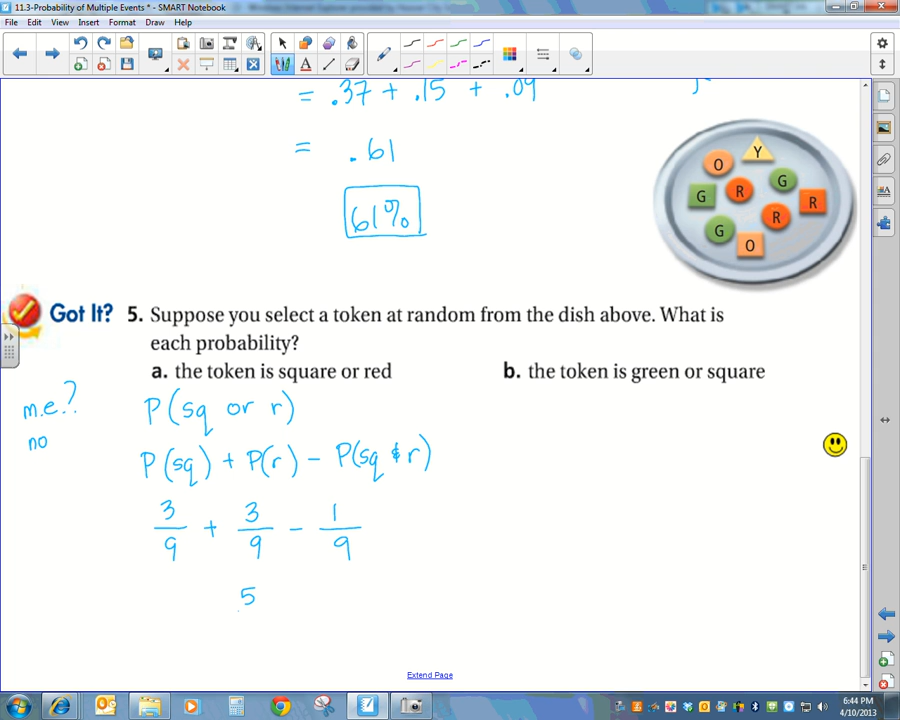 11.3-Probability of Multiple Events * - SMART Notebook
File Edit View Insert Format Draw Help
= .37 + .15 + .09
= .61
61%
Y
O
G
G
R
R
R
G
O
Got It? 5. Suppose you select a token at random from the dish above. What is
each probability?
a. the token is square or red
b. the token is green or square
m.e.?
no
P(sq or r)
P(sq) + P(r) - P(sq & r)
3/9 + 3/9 - 1/9
5
Extend Page
6:44 PM
4/10/2013